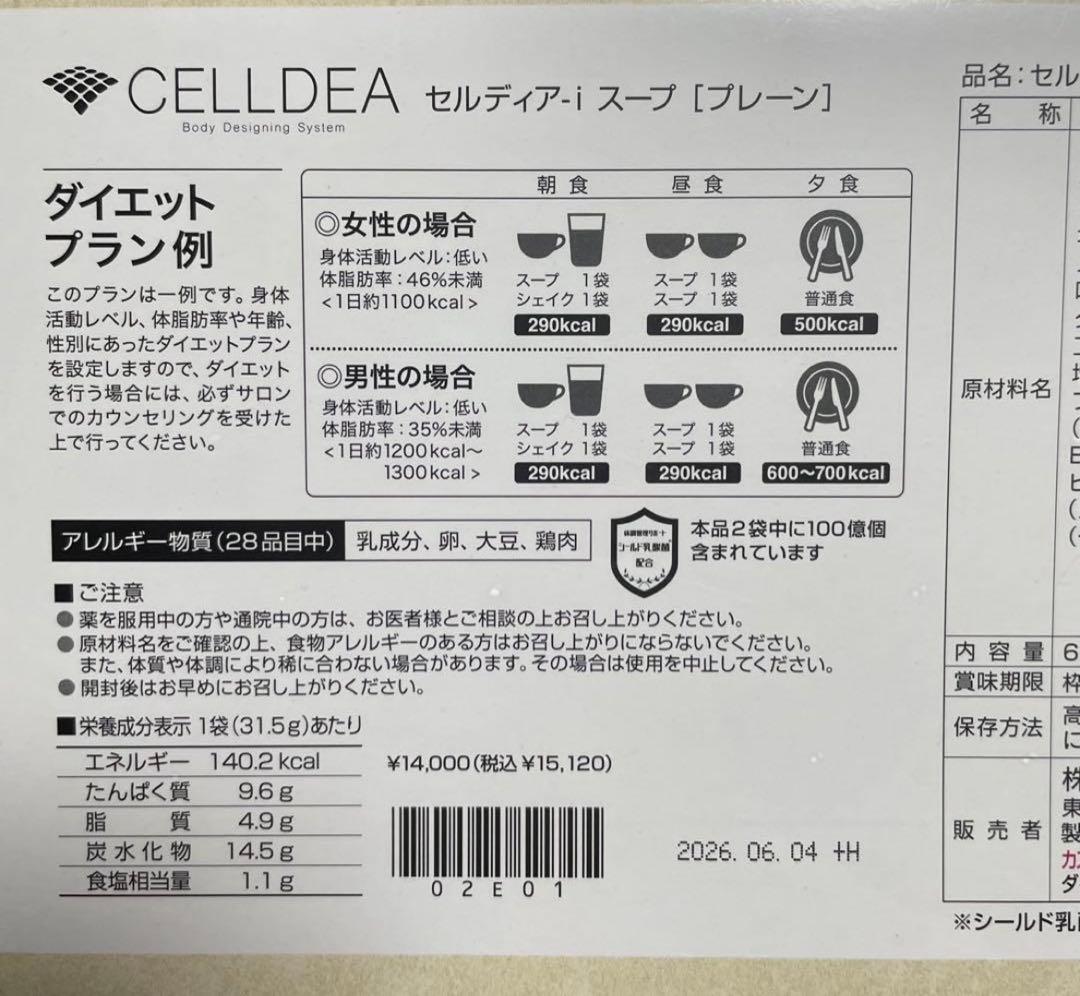 CELLDEA セルディア-i スープ [プレーン]
Body Designing System
ダイエット
プラン例
このプランは一例です。身体
活動レベル、体脂肪率や年齢、
性別にあったダイエットプラン
を設定しますので、ダイエット
を行う場合には、必ずサロン
でのカウンセリングを受けた
上で行ってください。
朝食 昼食 夕食
◎女性の場合
身体活動レベル:低い
体脂肪率:46%未満
<1日約1100kcal>
スープ 1袋
シェイク 1袋
290kcal
スープ 1袋
スープ 1袋
290kcal
普通食
500kcal
◎男性の場合
身体活動レベル:低い
体脂肪率:35%未満
<1日約1200kcal〜
1300kcal>
スープ 1袋
シェイク 1袋
290kcal
スープ 1袋
スープ 1袋
290kcal
普通食
600〜700kcal
アレルギー物質(28品目中) 乳成分、卵、大豆、鶏肉
体調管理サポート
シールド乳酸菌
配合
本品2袋中に100億個
含まれています
■ご注意
●薬を服用中の方や通院中の方は、お医者様とご相談の上お召し上がりください。
●原材料名をご確認の上、食物アレルギーのある方はお召し上がりにならないでください。
また、体質や体調により稀に合わない場合があります。その場合は使用を中止してください。
●開封後はお早めにお召し上がりください。
■栄養成分表示 1袋(31.5g)あたり
エネルギー 140.2kcal
たんぱく質 9.6g
脂質 4.9g
炭水化物 14.5g
食塩相当量 1.1g
¥14,000(税込¥15,120)
02E01
2026.06.04 +H
品名:セル
名称
原材料名
内容量 6
賞味期限 枠
保存方法 高
に
販売者 株
東
製
カ
ダ
※シールド乳